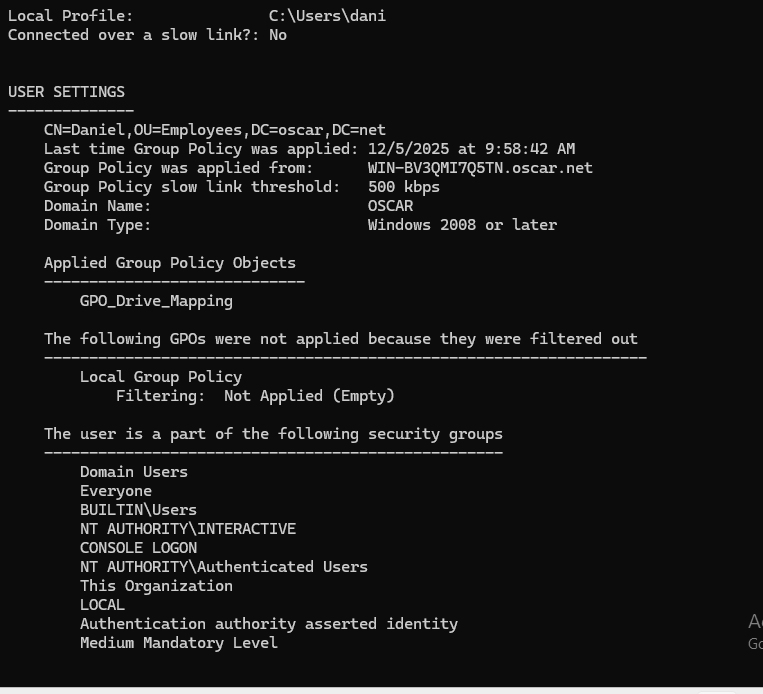 Local Profile:               C:\Users\dani
Connected over a slow link?: No
USER SETTINGS
--------------
    CN=Daniel,OU=Employees,DC=oscar,DC=net
    Last time Group Policy was applied: 12/5/2025 at 9:58:42 AM
    Group Policy was applied from:      WIN-BV3QMI7Q5TN.oscar.net
    Group Policy slow link threshold:   500 kbps
    Domain Name:                        OSCAR
    Domain Type:                        Windows 2008 or later
    Applied Group Policy Objects
    -----------------------------
        GPO_Drive_Mapping
    The following GPOs were not applied because they were filtered out
    -------------------------------------------------------------------
        Local Group Policy
            Filtering:  Not Applied (Empty)
    The user is a part of the following security groups
    ---------------------------------------------------
        Domain Users
        Everyone
        BUILTIN\Users
        NT AUTHORITY\INTERACTIVE
        CONSOLE LOGON
        NT AUTHORITY\Authenticated Users
        This Organization
        LOCAL
        Authentication authority asserted identity
        Medium Mandatory Level